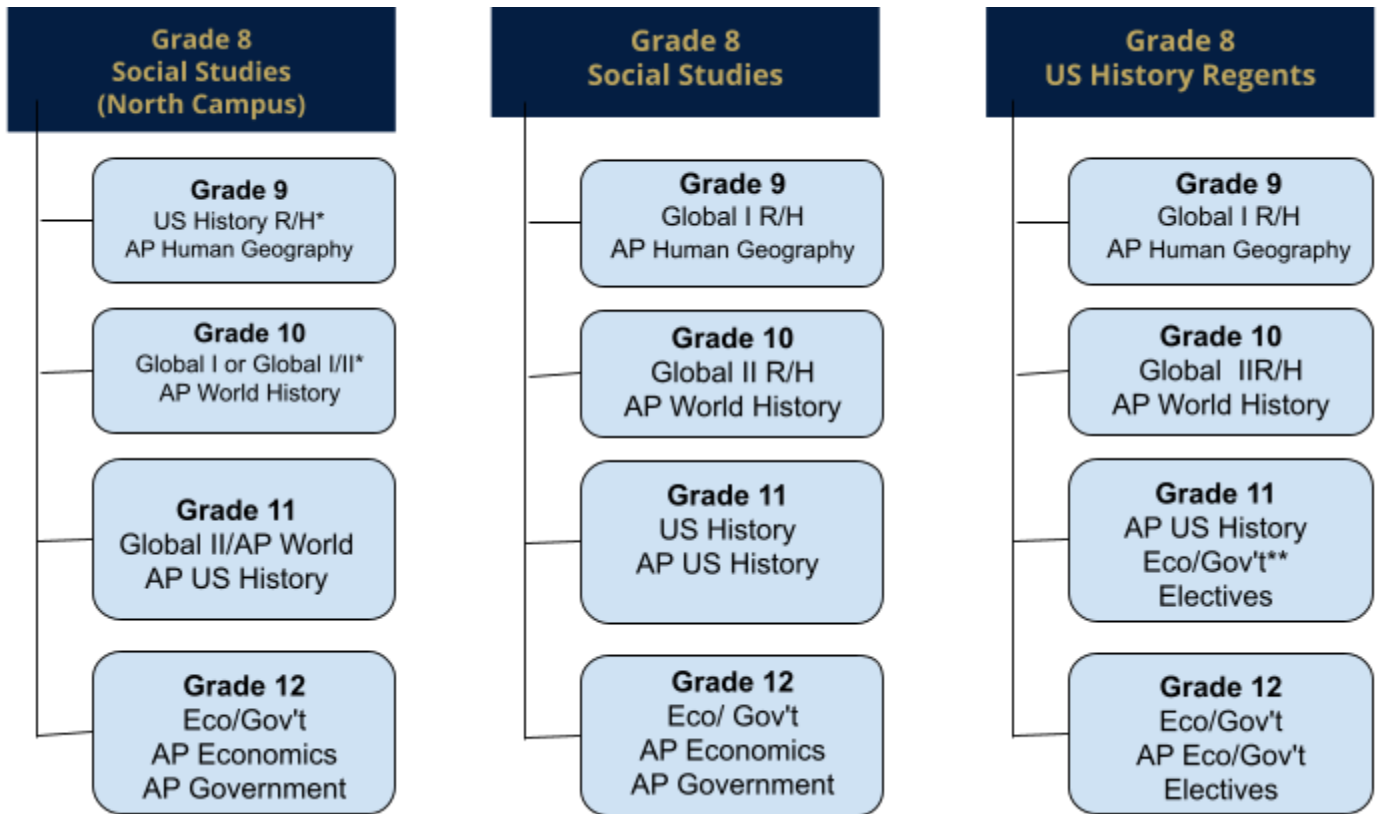 Grade 8
Social Studies
(North Campus)
Grade 9
US History R/H*
AP Human Geography
Grade 10
Global I or Global I/II*
AP World History
Grade 11
Global II/AP World
AP US History
Grade 12
Eco/Gov't
AP Economics
AP Government
Grade 8
Social Studies
Grade 9
Global I R/H
AP Human Geography
Grade 10
Global II R/H
AP World History
Grade 11
US History
AP US History
Grade 12
Eco/ Gov't
AP Economics
AP Government
Grade 8
US History Regents
Grade 9
Global I R/H
AP Human Geography
Grade 10
Global IIR/H
AP World History
Grade 11
AP US History
Eco/Gov't**
Electives
Grade 12
Eco/Gov't
AP Eco/Gov't
Electives